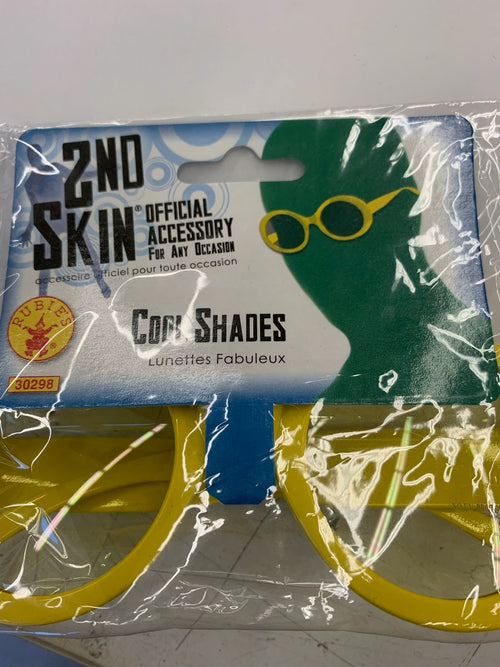 2ND
SKIN®
OFFICIAL
ACCESSORY
FOR ANY OCCASION
accessoire officiel pour toute occasion
RUBIE'S
COOL SHADES
Lunettes Fabuleux
30298